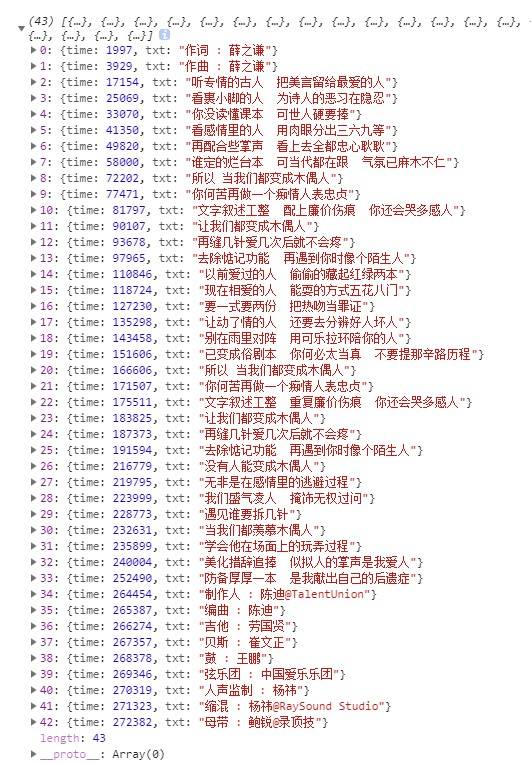 (43) [{…}, {…}, {…}, {…}, {…}, {…}, {…}, {…}, {…}, {…}, {…}, {…}, {…}, {…},
{…}, {…}, {…}, {…}]
0: {time: 1997, txt: "作词 : 薛之谦"}
1: {time: 3929, txt: "作曲 : 薛之谦"}
2: {time: 17154, txt: "听专情的古人  把美言留给最爱的人"}
3: {time: 25069, txt: "看裹小脚的人  为诗人的恶习在隐忍"}
4: {time: 33070, txt: "你没读懂课本  可世人硬要捧"}
5: {time: 41350, txt: "看感情里的人  用肉眼分出三六九等"}
6: {time: 49820, txt: "再配合些掌声  看上去全都忠心耿耿"}
7: {time: 58000, txt: "谁定的烂台本  可当代都在跟  气氛已麻木不仁"}
8: {time: 72202, txt: "所以 当我们都变成木偶人"}
9: {time: 77471, txt: "你何苦再做一个痴情人表忠贞"}
10: {time: 81797, txt: "文字叙述工整  配上廉价伤痕  你还会哭多感人"}
11: {time: 90107, txt: "让我们都变成木偶人"}
12: {time: 93678, txt: "再缝几针爱几次后就不会疼"}
13: {time: 97965, txt: "去除惦记功能  再遇到你时像个陌生人"}
14: {time: 110846, txt: "以前爱过的人  偷偷的藏起红绿两本"}
15: {time: 118724, txt: "现在相爱的人  能耍的方式五花八门"}
16: {time: 127230, txt: "要一式要两份  把热吻当罪证"}
17: {time: 135298, txt: "让动了情的人  还要去分辨好人坏人"}
18: {time: 143458, txt: "别在雨里对阵  用可乐拉环陪你的人"}
19: {time: 151606, txt: "已变成俗剧本  你何必太当真  不要提那辛路历程"}
20: {time: 166606, txt: "所以 当我们都变成木偶人"}
21: {time: 171507, txt: "你何苦再做一个痴情人表忠贞"}
22: {time: 175511, txt: "文字叙述工整  重复廉价伤痕  你还会哭多感人"}
23: {time: 183825, txt: "让我们都变成木偶人"}
24: {time: 187373, txt: "再缝几针爱几次后就不会疼"}
25: {time: 191594, txt: "去除惦记功能  再遇到你时像个陌生人"}
26: {time: 216779, txt: "没有人能变成木偶人"}
27: {time: 219795, txt: "无非是在感情里的逃避过程"}
28: {time: 223999, txt: "我们盛气凌人  掩饰无权过问"}
29: {time: 228773, txt: "遇见谁要拆几针"}
30: {time: 232631, txt: "当我们都羡慕木偶人"}
31: {time: 235899, txt: "学会他在场面上的玩弄过程"}
32: {time: 240004, txt: "美化措辞追捧  似拟人的掌声是我爱人"}
33: {time: 252490, txt: "防备厚厚一本  是我献出自己的后遗症"}
34: {time: 264454, txt: "制作人 : 陈迪@TalentUnion"}
35: {time: 265387, txt: "编曲 : 陈迪"}
36: {time: 266274, txt: "吉他 : 劳国贤"}
37: {time: 267357, txt: "贝斯 : 崔文正"}
38: {time: 268378, txt: "鼓 : 王鹏"}
39: {time: 269346, txt: "弦乐团 : 中国爱乐乐团"}
40: {time: 270319, txt: "人声监制 : 杨祎"}
41: {time: 271323, txt: "缩混 : 杨祎@RaySound Studio"}
42: {time: 272382, txt: "母带 : 鲍锐@录顶技"}
length: 43
__proto__: Array(0)